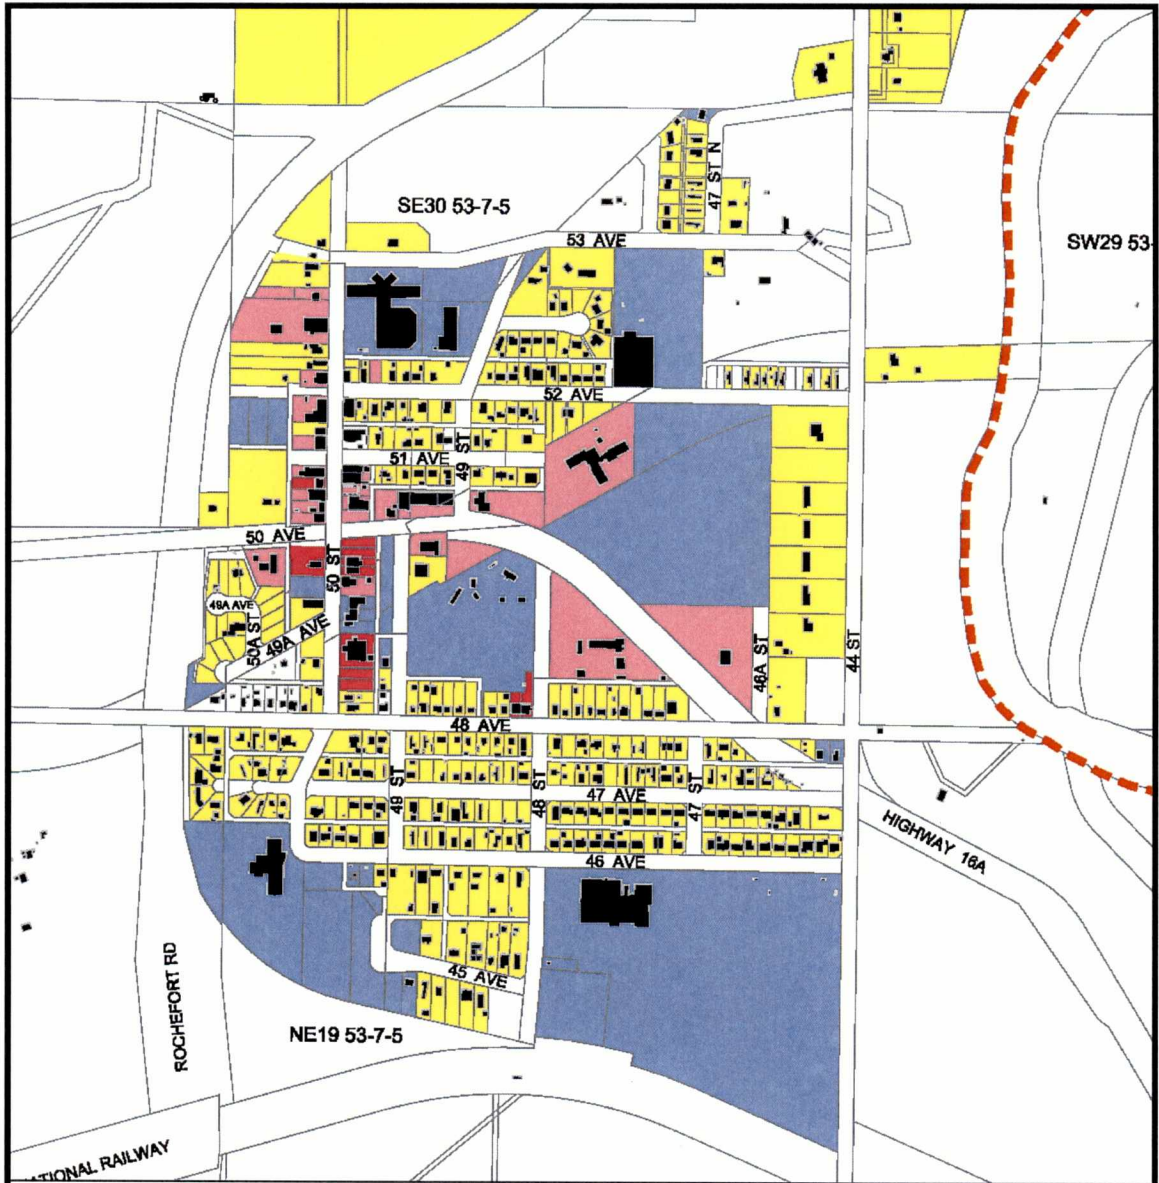 SE30 53-7-5
47 ST N
53 AVE
SW29 53-
52 AVE
51 AVE
49 ST
50 AVE
50 ST
49A AVE
50A ST
49A AVE
46A ST
44 ST
48 AVE
49 ST
48 ST
47 AVE
47 ST
HIGHWAY 16A
46 AVE
45 AVE
ROCHEFORT RD
NE19 53-7-5
ATIONAL RAILWAY